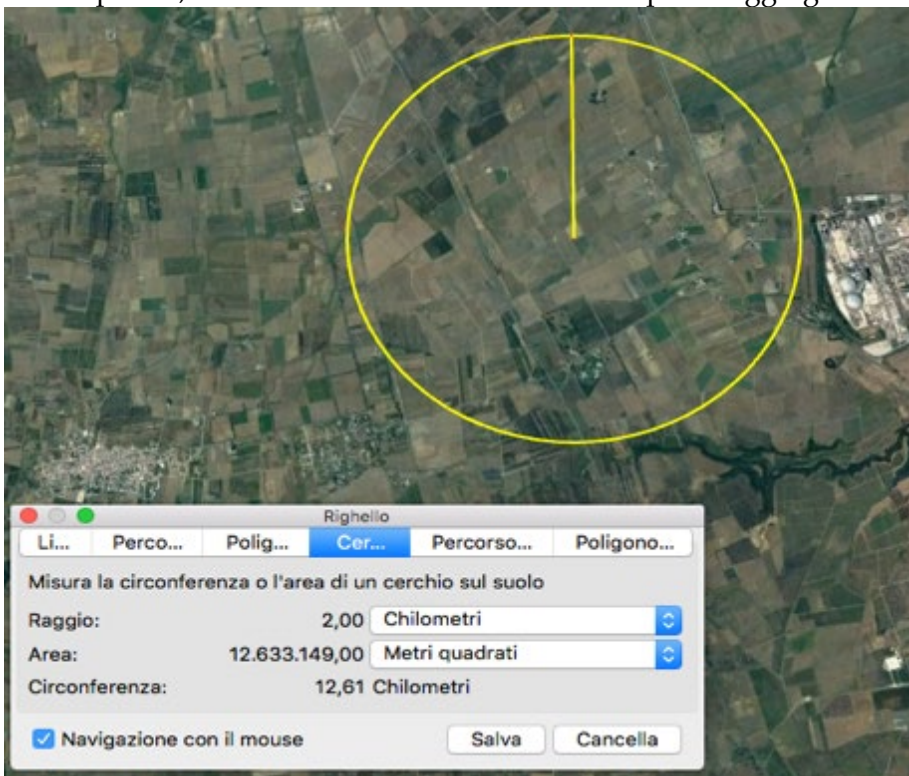 Righello
Li... Perco... Polig... Cer... Percorso... Poligono...
Misura la circonferenza o l'area di un cerchio sul suolo
Raggio: 2,00 Chilometri
Area: 12.633.149,00 Metri quadrati
Circonferenza: 12,61 Chilometri
Navigazione con il mouse Salva Cancella